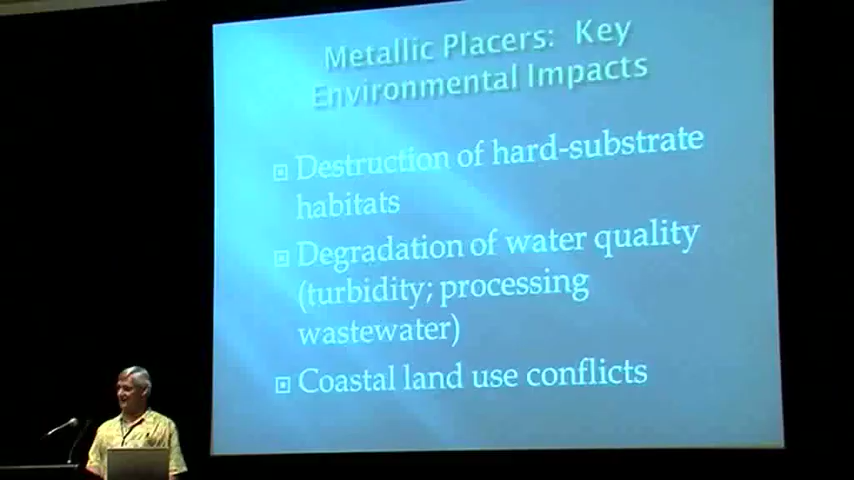 Metallic Placers: Key
Environmental Impacts
Destruction of hard-substrate
habitats
Degradation of water quality
(turbidity; processing
wastewater)
Coastal land use conflicts